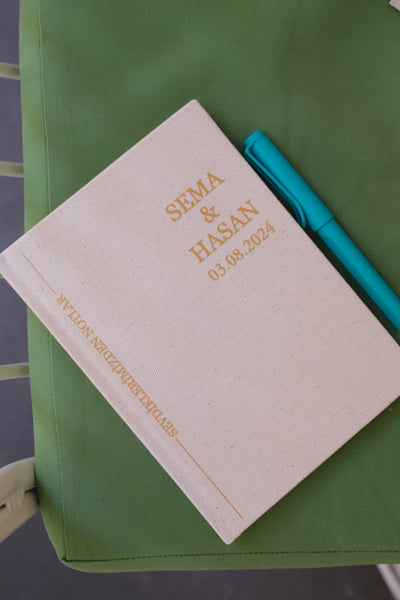 SEMA
&
HASAN
03.08.2024
SEVDİKLERİMİZDEN NOTLAR